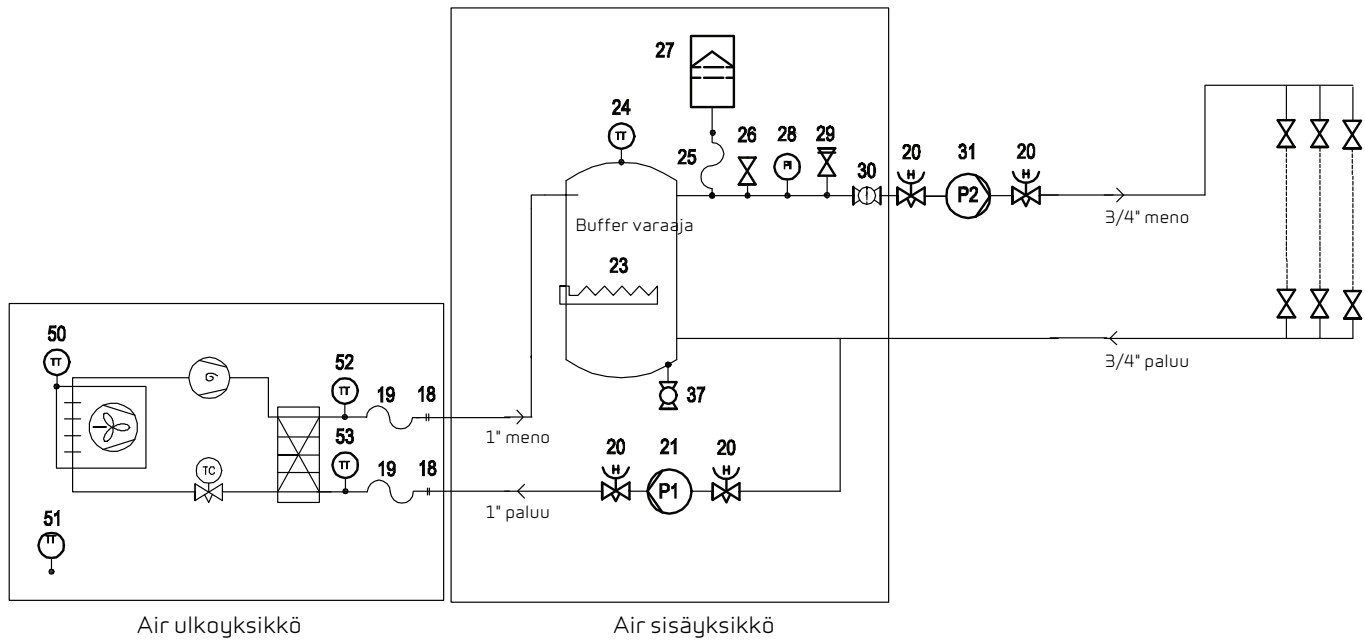 27
24
TT
26
28
29
25
PI
30
20
31
20
H
P2
H
3/4" meno
Buffer varaaja
23
50
TT
52
TT
19
18
G
37
1" meno
3/4" paluu
53
TT
19
18
TC
20
21
20
H
P1
H
1" paluu
51
TT
Air ulkoyksikkö
Air sisäyksikkö